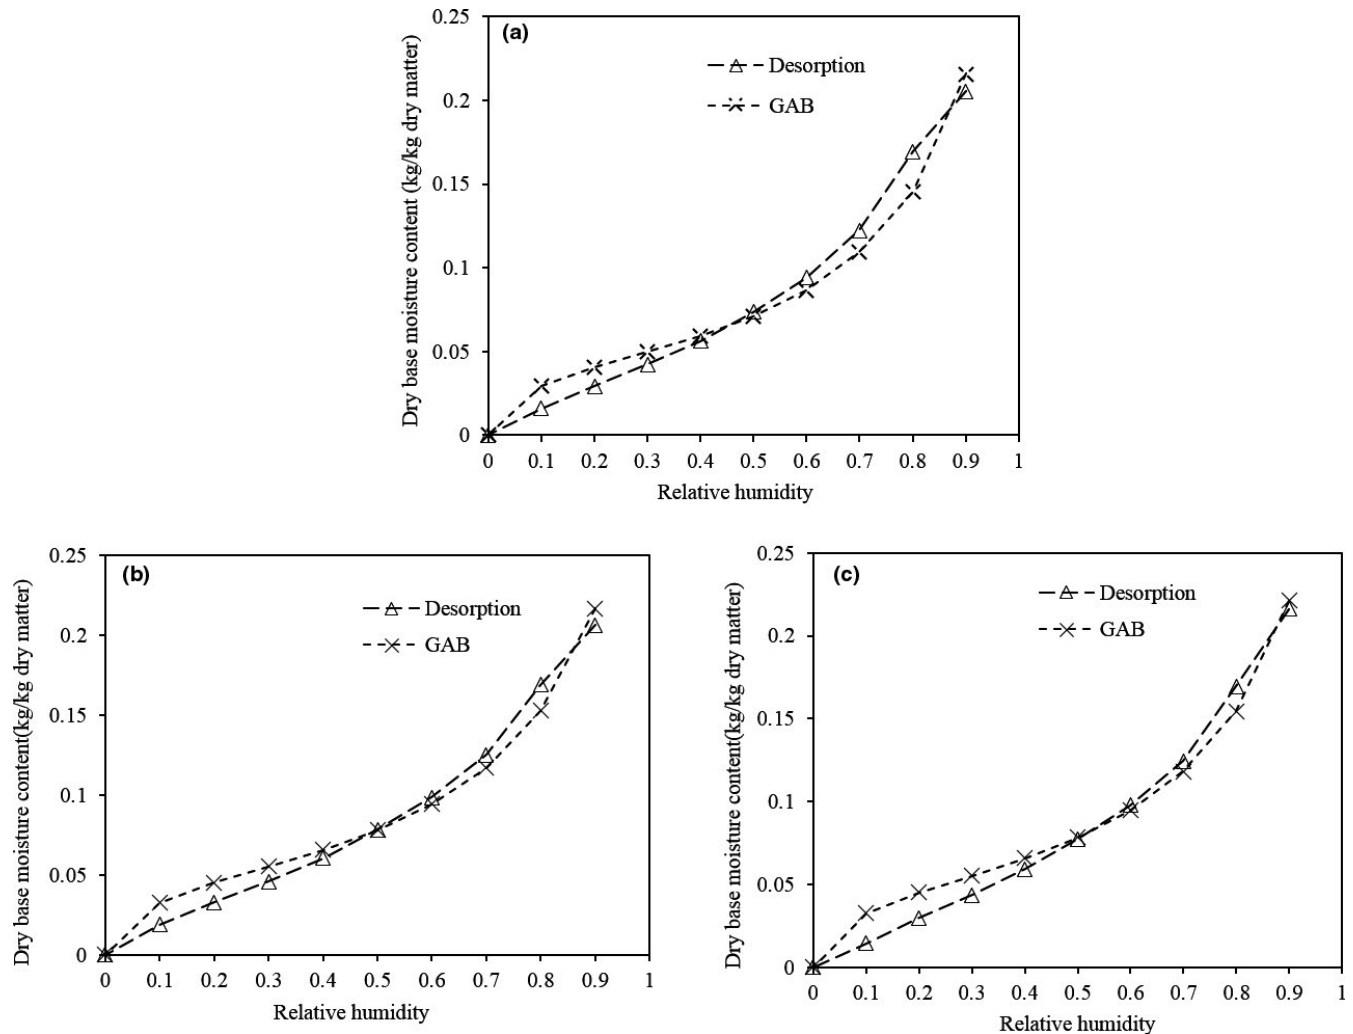 (a)
Desorption
GAB
Dry base moisture content (kg/kg dry matter)
0.25
0.2
0.15
0.1
0.05
0
0 0.1 0.2 0.3 0.4 0.5 0.6 0.7 0.8 0.9 1
Relative humidity
(b)
Desorption
GAB
Dry base moisture content(kg/kg dry matter)
0.25
0.2
0.15
0.1
0.05
0
0 0.1 0.2 0.3 0.4 0.5 0.6 0.7 0.8 0.9 1
Relative humidity
(c)
Desorption
GAB
Dry base moisture content(kg/kg dry matter)
0.25
0.2
0.15
0.1
0.05
0
0 0.1 0.2 0.3 0.4 0.5 0.6 0.7 0.8 0.9 1
Relative humidity